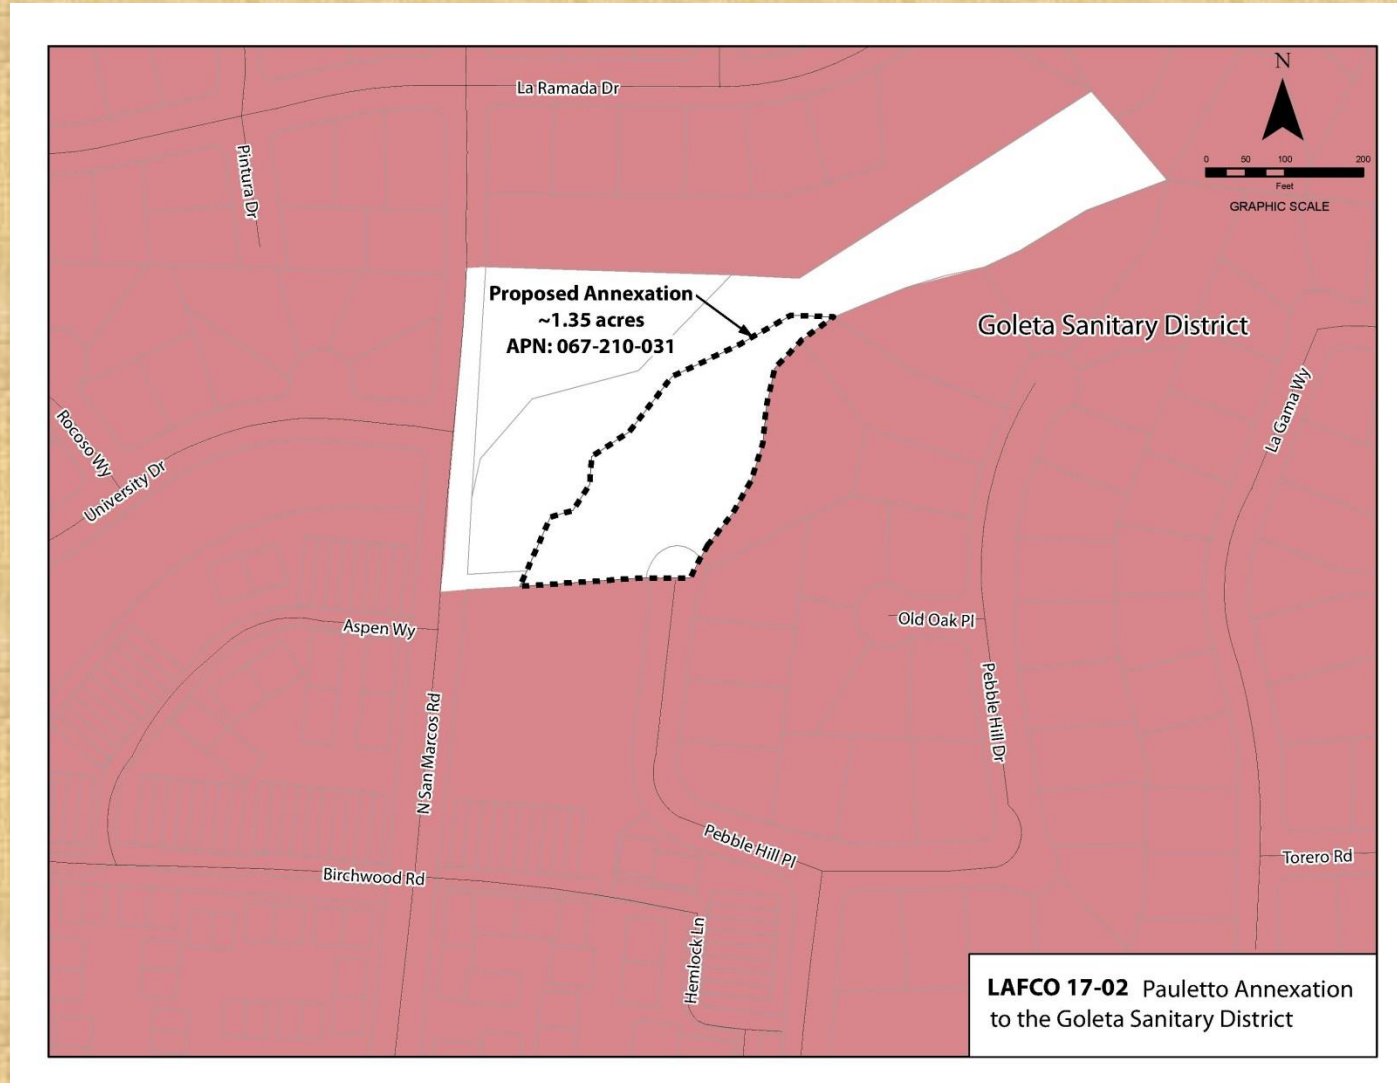 N
La Ramada Dr
0 50 100 200
Feet
GRAPHIC SCALE
Pintura Dr
Proposed Annexation
~1.35 acres
APN: 067-210-031
Goleta Sanitary District
La Gama Wy
Rocoso Wy
University Dr
Aspen Wy
Old Oak Pl
Pebble Hill Dr
N San Marcos Rd
Pebble Hill Pl
Torero Rd
Birchwood Rd
Hemlock Ln
LAFCO 17-02 Pauletto Annexation
to the Goleta Sanitary District